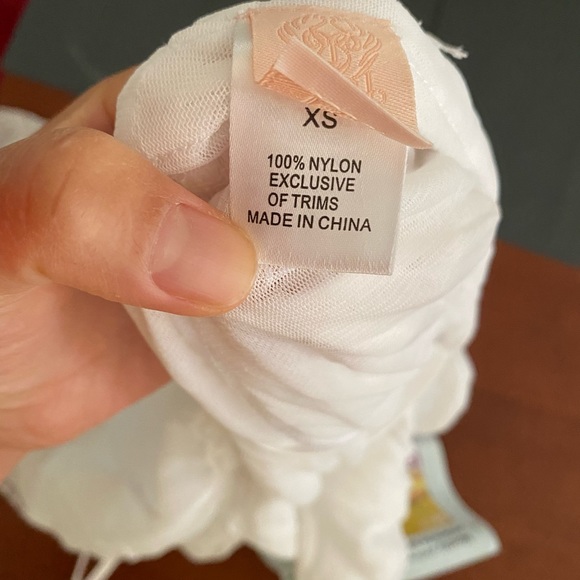 XS
100% NYLON
EXCLUSIVE
OF TRIMS
MADE IN CHINA